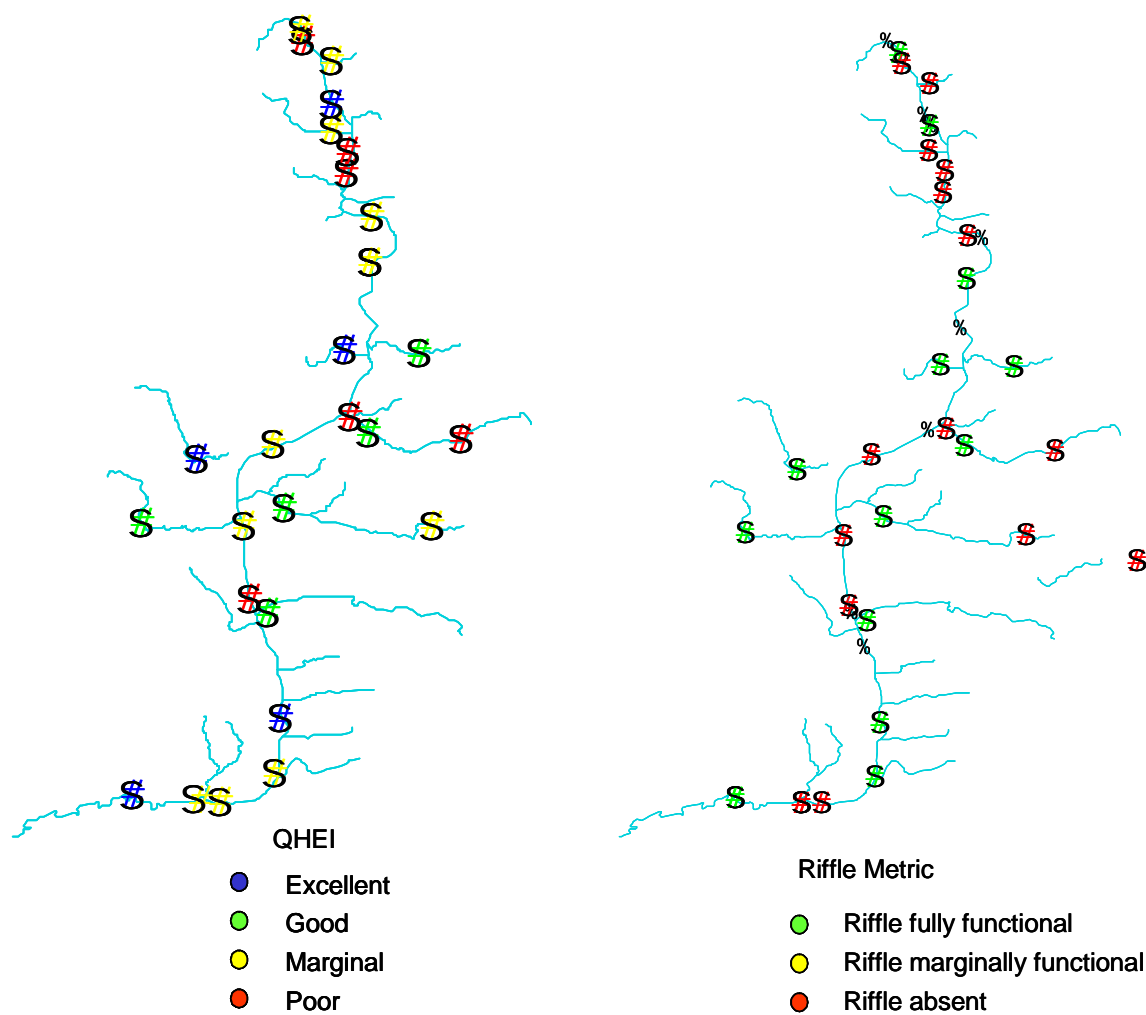 QHEI
Excellent
Good
Marginal
Poor
Riffle Metric
Riffle fully functional
Riffle marginally functional
Riffle absent